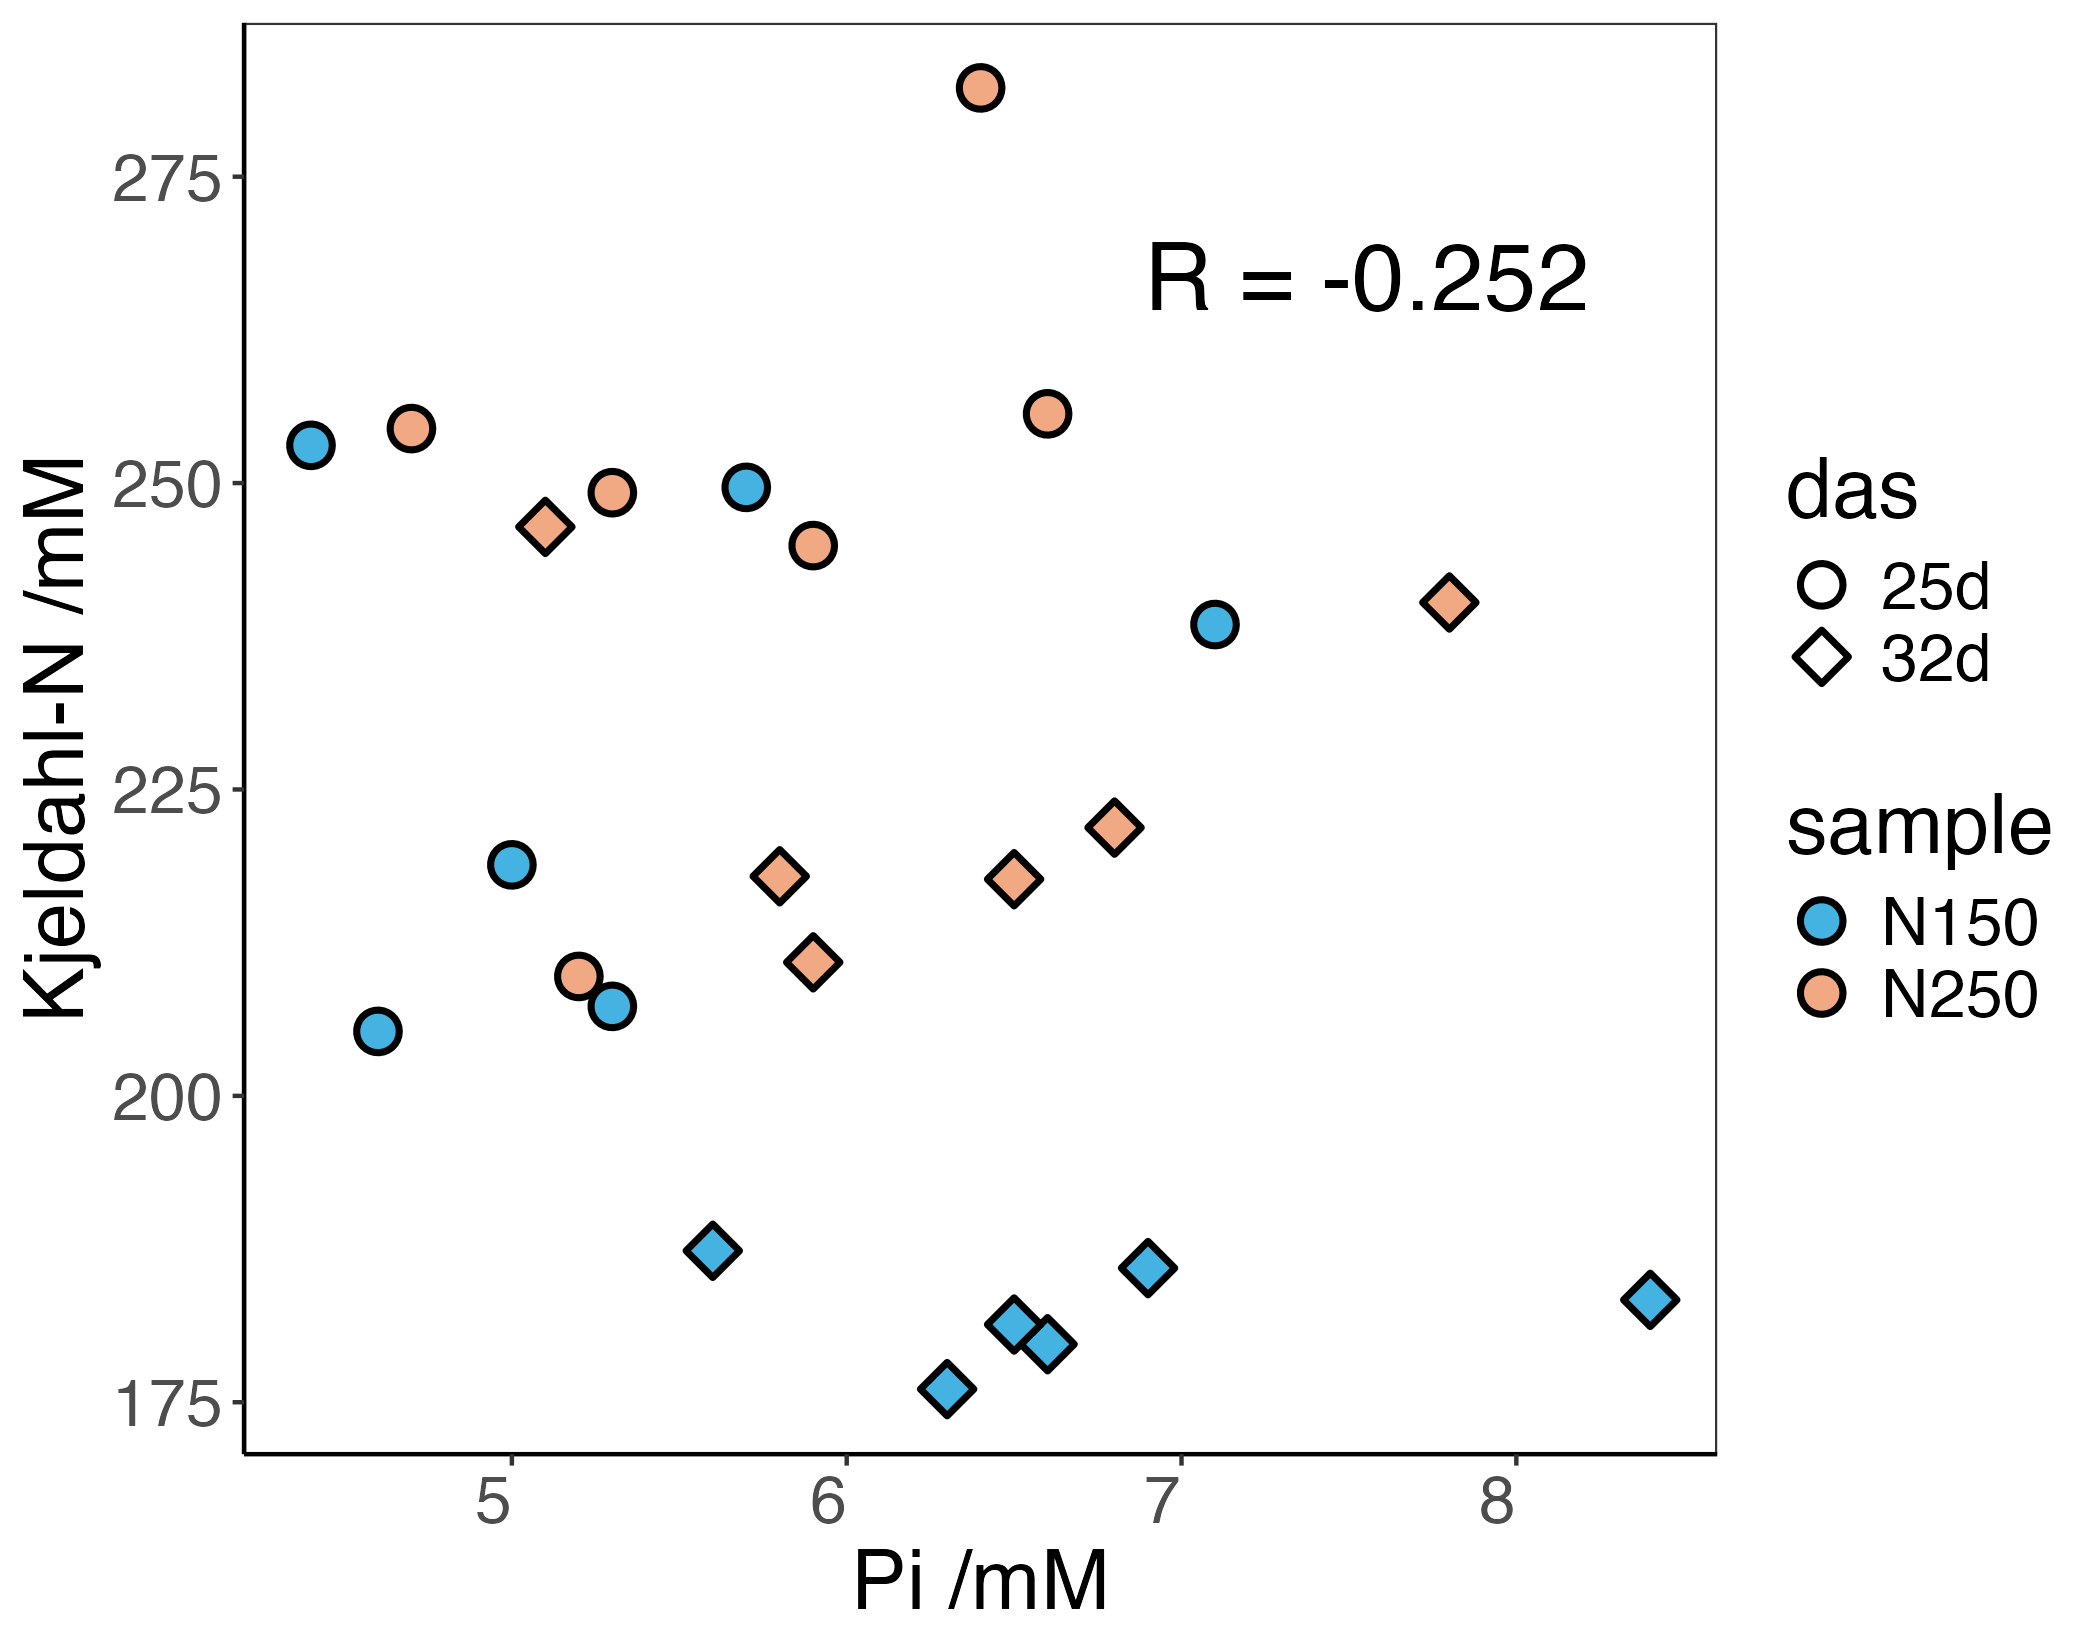 275
250
225
200
175
Kjeldahl-N /mM
R = -0.252
5 6 7 8
Pi /mM
das
25d
32d
sample
N150
N250